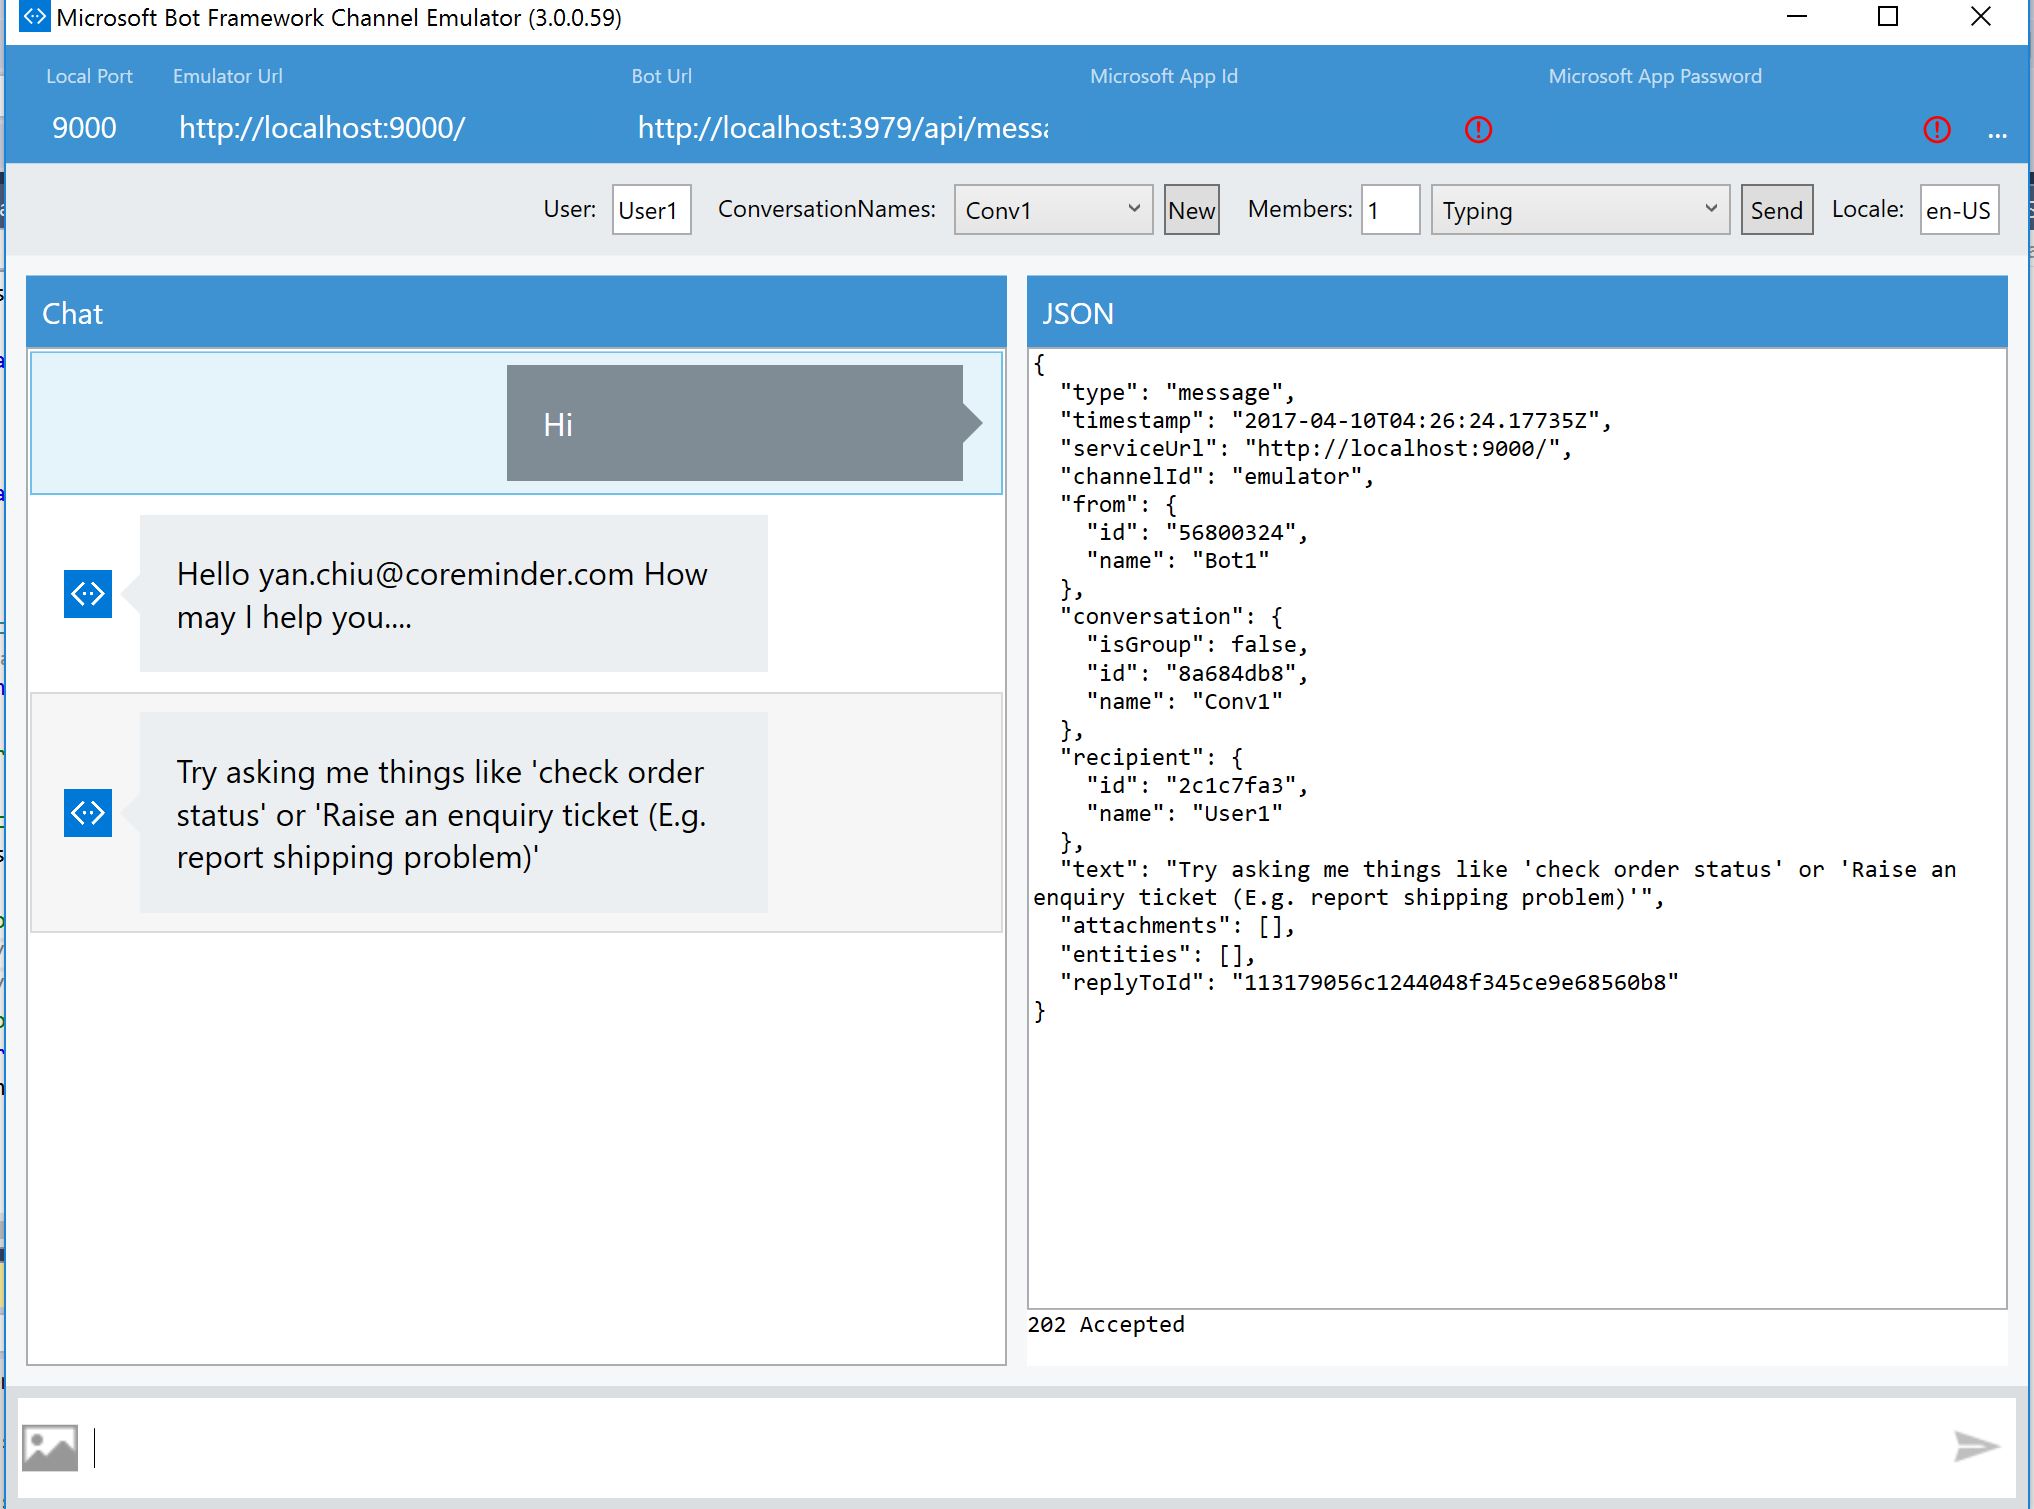 Microsoft Bot Framework Channel Emulator (3.0.0.59)
Local Port Emulator Url Bot Url Microsoft App Id Microsoft App Password
9000 http://localhost:9000/ http://localhost:3979/api/messa ...
User: User1 ConversationNames: Conv1 New Members: 1 Typing Send Locale: en-US
Chat
Hi
Hello yan.chiu@coreminder.com How
may I help you....
Try asking me things like 'check order
status' or 'Raise an enquiry ticket (E.g.
report shipping problem)'
JSON
{
"type": "message",
"timestamp": "2017-04-10T04:26:24.17735Z",
"serviceUrl": "http://localhost:9000/",
"channelId": "emulator",
"from": {
"id": "56800324",
"name": "Bot1"
},
"conversation": {
"isGroup": false,
"id": "8a684db8",
"name": "Conv1"
},
"recipient": {
"id": "2c1c7fa3",
"name": "User1"
},
"text": "Try asking me things like 'check order status' or 'Raise an
enquiry ticket (E.g. report shipping problem)'",
"attachments": [],
"entities": [],
"replyToId": "113179056c1244048f345ce9e68560b8"
}
202 Accepted